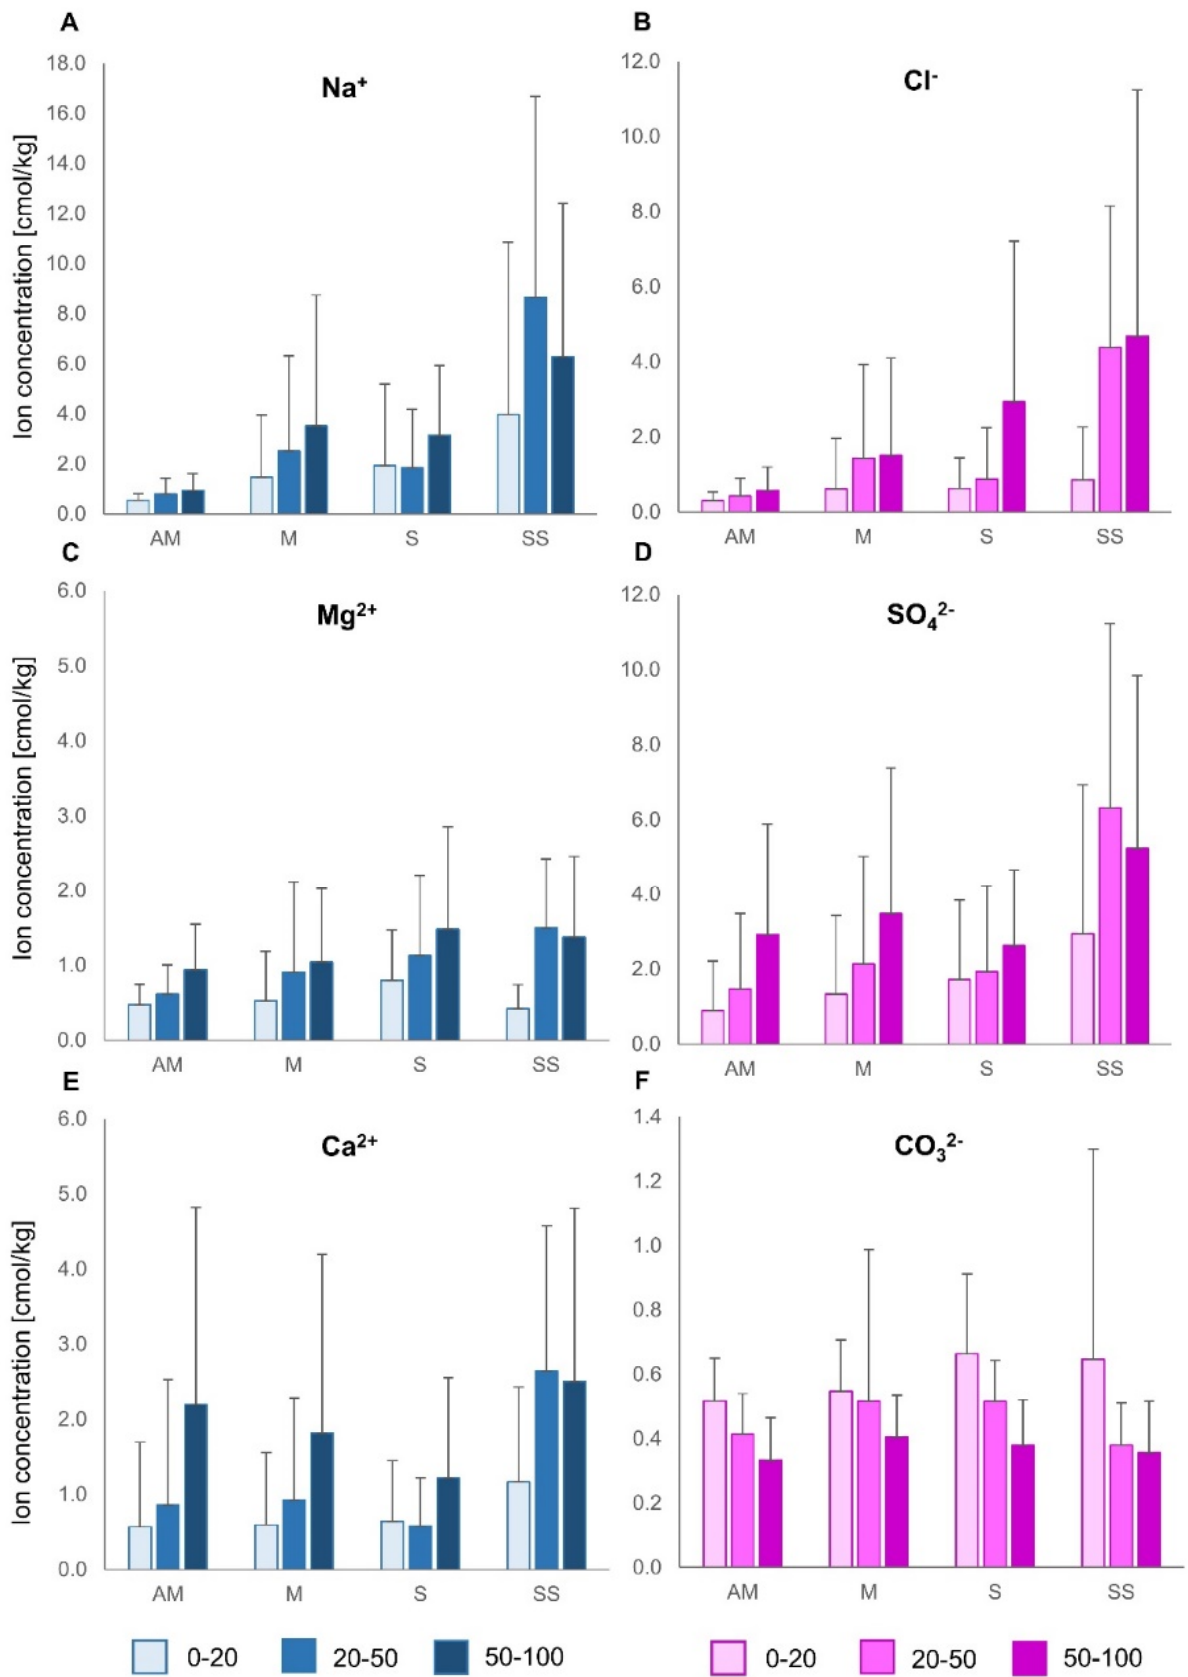 A
Na⁺
Ion concentration [cmol/kg]
18.0
16.0
14.0
12.0
10.0
8.0
6.0
4.0
2.0
0.0
AM M S SS
B
Cl⁻
12.0
10.0
8.0
6.0
4.0
2.0
0.0
AM M S SS
C
Mg²⁺
Ion concentration [cmol/kg]
6.0
5.0
4.0
3.0
2.0
1.0
0.0
AM M S SS
D
SO₄²⁻
12.0
10.0
8.0
6.0
4.0
2.0
0.0
AM M S SS
E
Ca²⁺
Ion concentration [cmol/kg]
6.0
5.0
4.0
3.0
2.0
1.0
0.0
AM M S SS
F
CO₃²⁻
1.4
1.2
1.0
0.8
0.6
0.4
0.2
0.0
AM M S SS
0-20 20-50 50-100
0-20 20-50 50-100